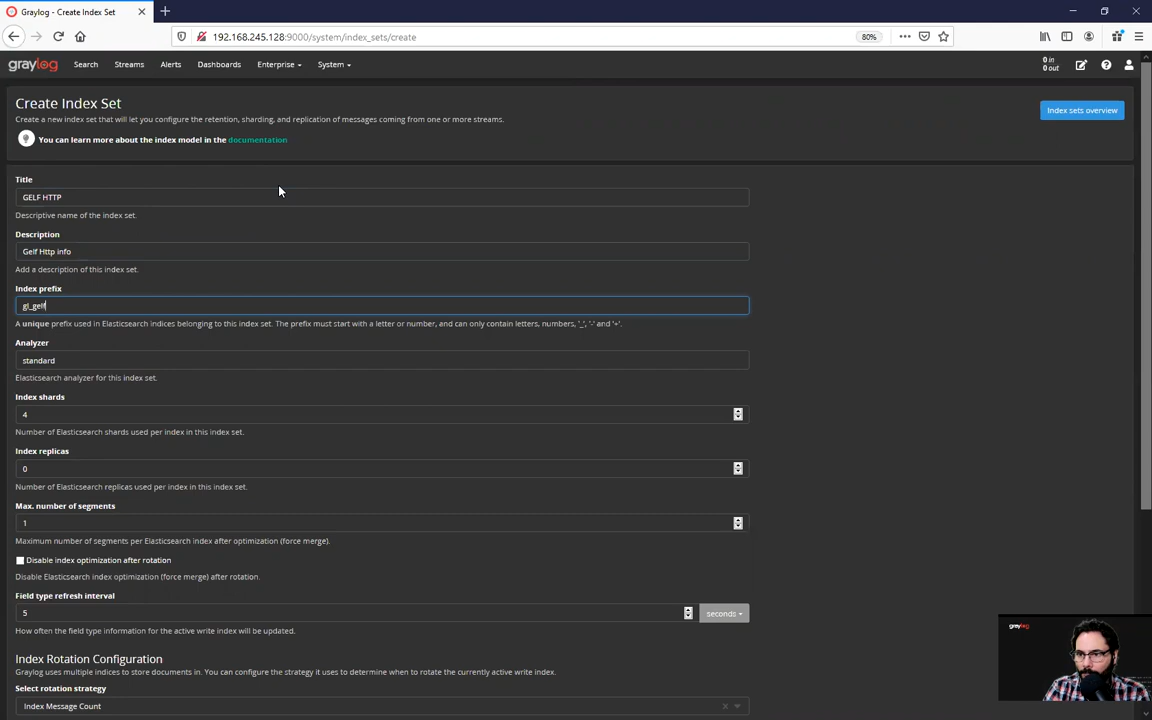 Graylog - Create Index Set
192.168.245.128:9000/system/index_sets/create
80%
graylog
Search
Streams
Alerts
Dashboards
Enterprise
System
0 in
0 out
Create Index Set
Create a new index set that will let you configure the retention, sharding, and replication of messages coming from one or more streams.
Index sets overview
You can learn more about the index model in the documentation
Title
GELF HTTP
Descriptive name of the index set.
Description
Gelf Http info
Add a description of this index set.
Index prefix
gl_gelf
A unique prefix used in Elasticsearch indices belonging to this index set. The prefix must start with a letter or number, and can only contain letters, numbers, '_', '-' and '+'.
Analyzer
standard
Elasticsearch analyzer for this index set.
Index shards
4
Number of Elasticsearch shards used per index in this index set.
Index replicas
0
Number of Elasticsearch replicas used per index in this index set.
Max. number of segments
1
Maximum number of segments per Elasticsearch index after optimization (force merge).
Disable index optimization after rotation
Disable Elasticsearch index optimization (force merge) after rotation.
Field type refresh interval
5
seconds
How often the field type information for the active write index will be updated.
graylog
Index Rotation Configuration
Graylog uses multiple indices to store documents in. You can configure the strategy it uses to determine when to rotate the currently active write index.
Select rotation strategy
Index Message Count